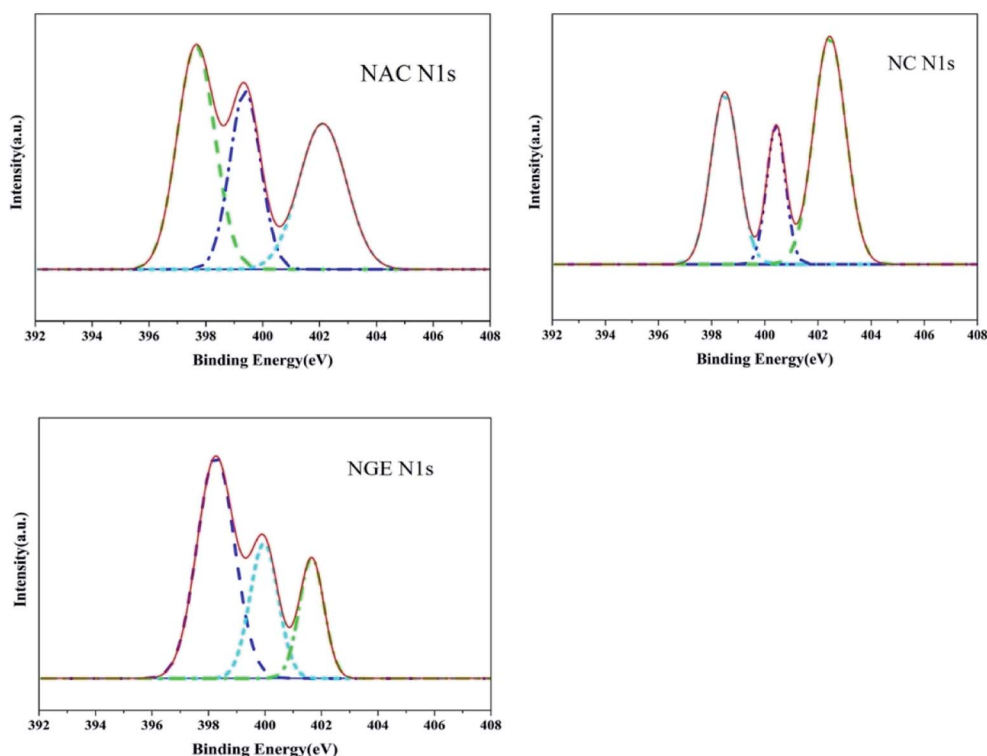 NAC N1s
Intensity(a.u.)
392 394 396 398 400 402 404 406 408
Binding Energy(eV)
NC N1s
Intensity(a.u.)
392 394 396 398 400 402 404 406 408
Binding Energy(eV)
NGE N1s
Intensity(a.u.)
392 394 396 398 400 402 404 406 408
Binding Energy(eV)